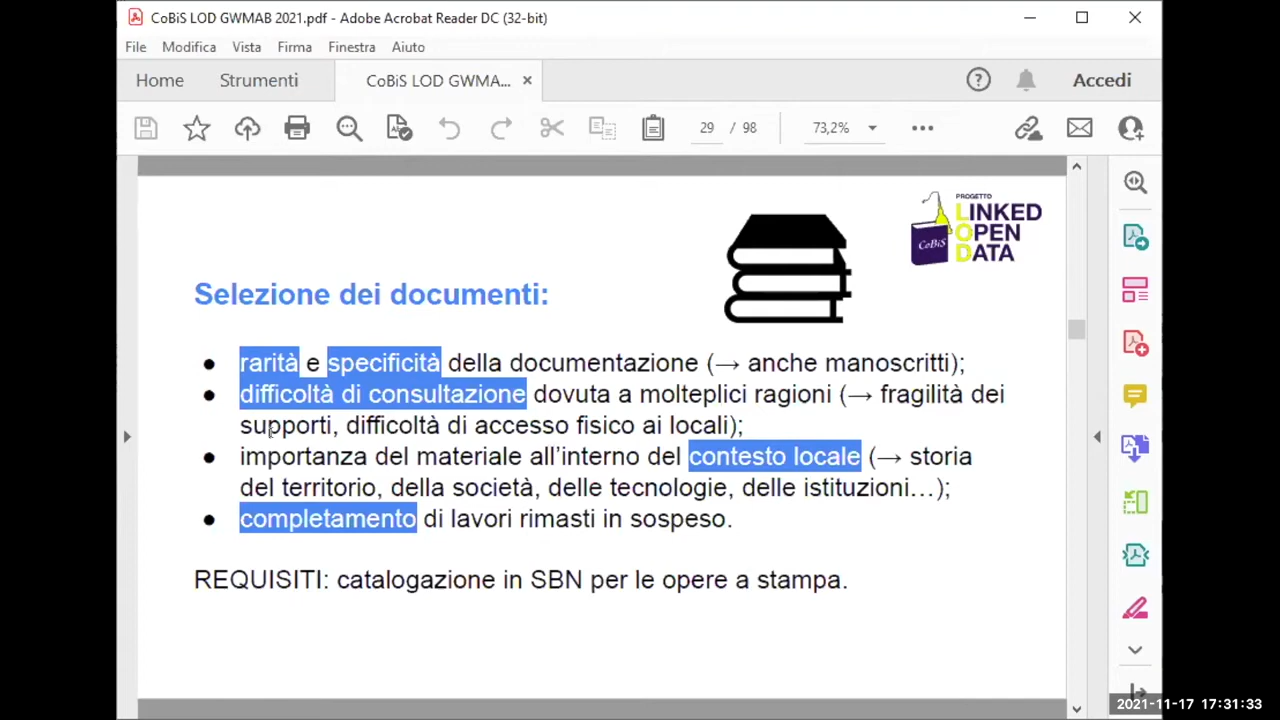 CoBiS LOD GWMAB 2021.pdf - Adobe Acrobat Reader DC (32-bit)
File Modifica Vista Firma Finestra Aiuto
Home Strumenti CoBiS LOD GWMA... × Accedi
29 / 98 73,2%
PROGETTO
LINKED
OPEN
DATA
CoBiS
Selezione dei documenti:
● rarità e specificità della documentazione (→ anche manoscritti);
● difficoltà di consultazione dovuta a molteplici ragioni (→ fragilità dei
supporti, difficoltà di accesso fisico ai locali);
● importanza del materiale all’interno del contesto locale (→ storia
del territorio, della società, delle tecnologie, delle istituzioni…);
● completamento di lavori rimasti in sospeso.
REQUISITI: catalogazione in SBN per le opere a stampa.
2021-11-17 17:31:33